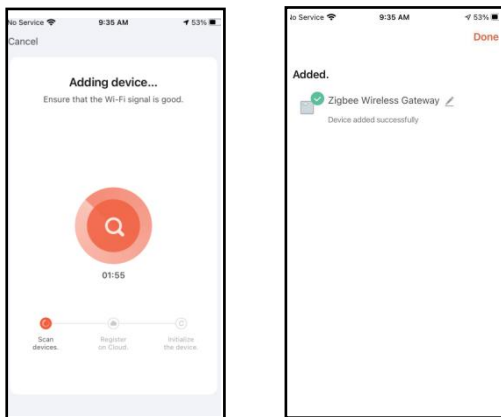 No Service 9:35 AM 53%
Cancel
Adding device...
Ensure that the Wi-Fi signal is good.
01:55
Scan devices.
Register on Cloud.
Initialize the device.
No Service 9:35 AM 53%
Done
Added.
Zigbee Wireless Gateway
Device added successfully